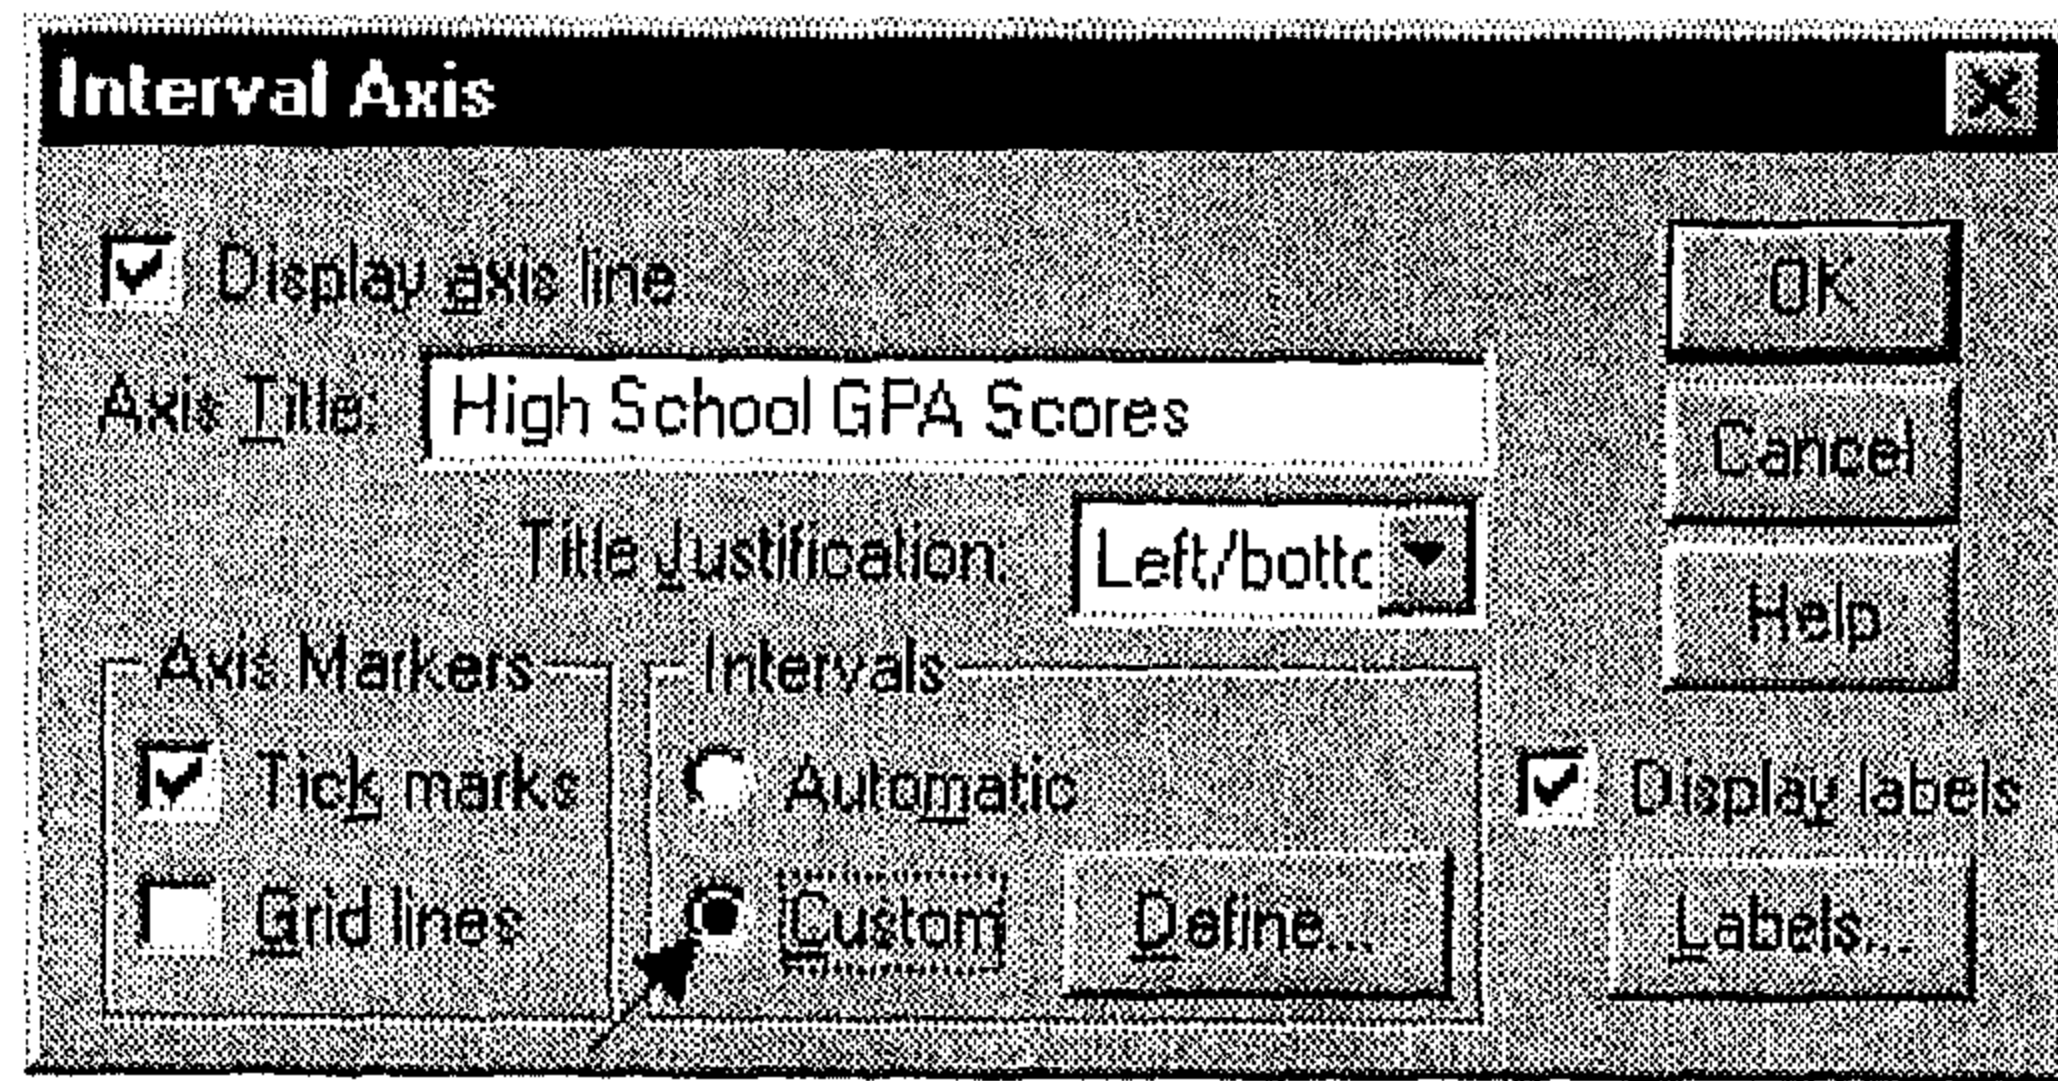 Interval Axis
Display axis line
OK
Axis Title: High School GPA Scores
Cancel
Title Justification: Left/botto
Help
Axis Markers
Intervals
Tick marks
Automatic
Display labels
Grid lines
Custom
Define...
Labels...